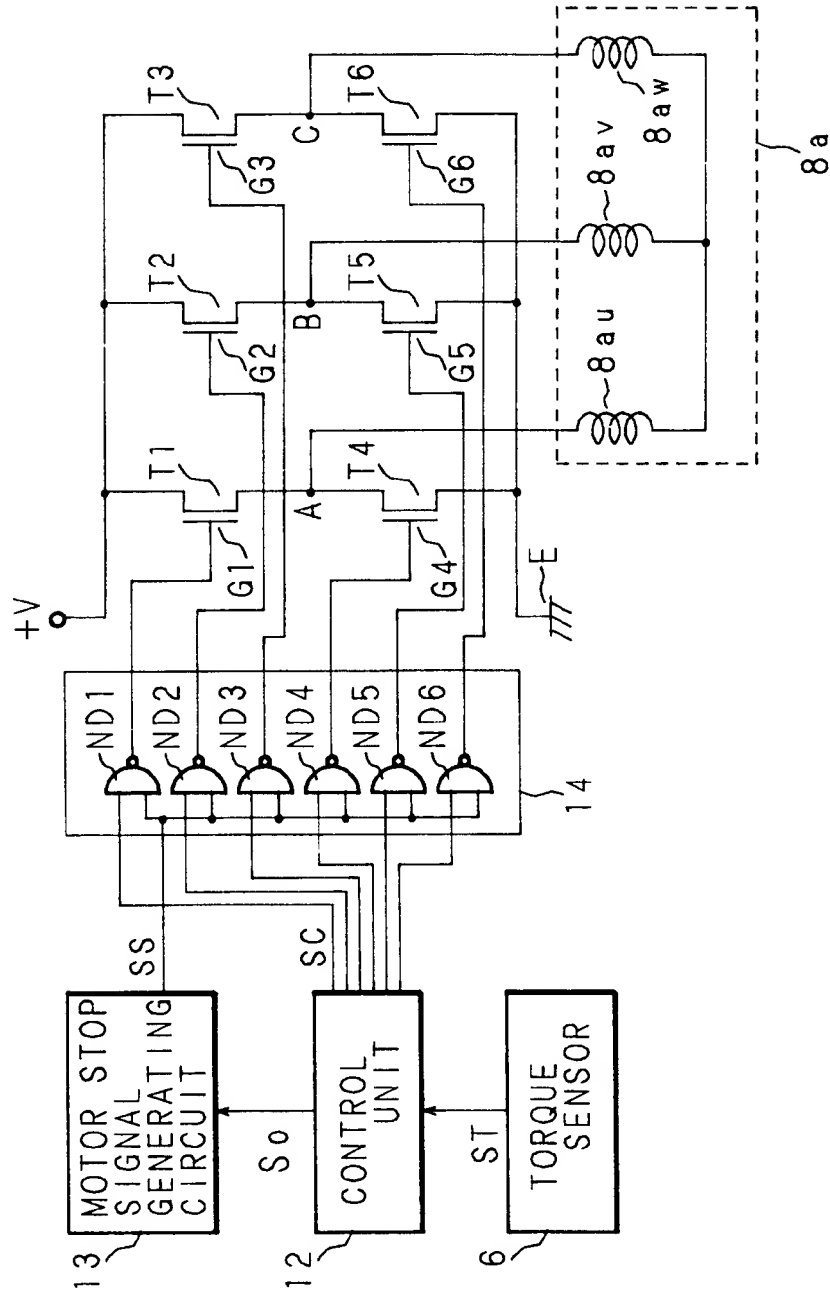 13
MOTOR STOP
SIGNAL
GENERATING
CIRCUIT
SS
So
12
CONTROL
UNIT
SC
ST
6
TORQUE
SENSOR
14
ND1
ND2
ND3
ND4
ND5
ND6
+V
T1
T2
T3
G1
G2
G3
A
B
C
T4
T5
T6
G4
G5
G6
E
8au
8av
8aw
8a